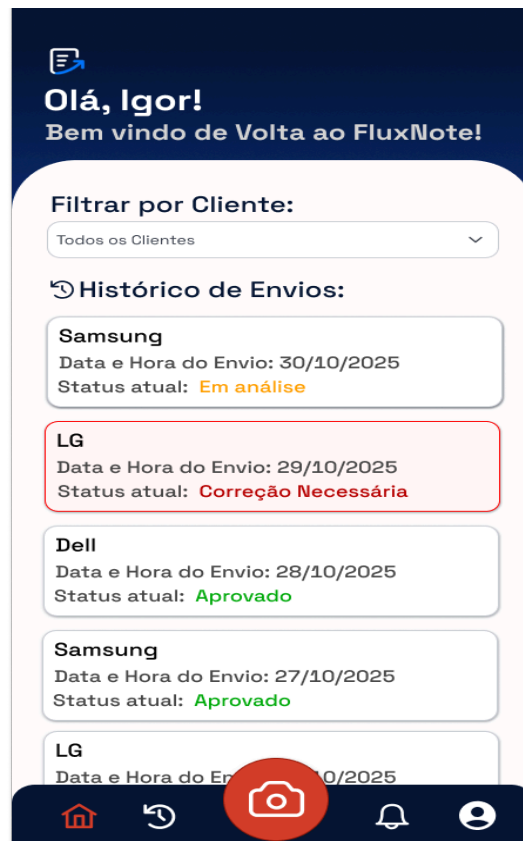 Olá, Igor!
Bem vindo de Volta ao FluxNote!
Filtrar por Cliente:
Todos os Clientes
Histórico de Envios:
Samsung
Data e Hora do Envio: 30/10/2025
Status atual: Em análise
LG
Data e Hora do Envio: 29/10/2025
Status atual: Correção Necessária
Dell
Data e Hora do Envio: 28/10/2025
Status atual: Aprovado
Samsung
Data e Hora do Envio: 27/10/2025
Status atual: Aprovado
LG
Data e Hora do 0/2025